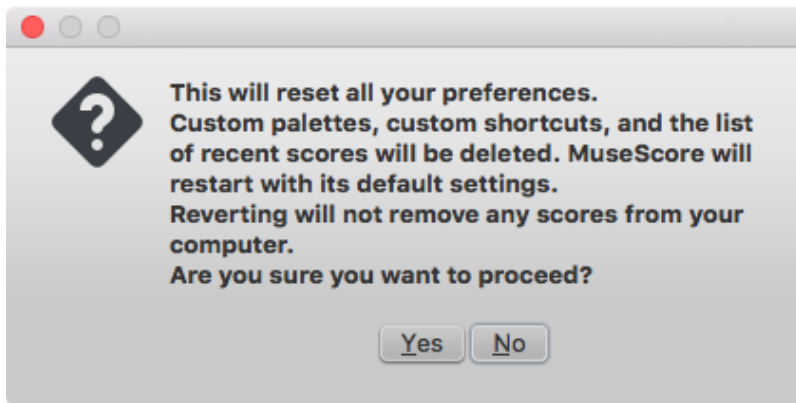 This will reset all your preferences.
Custom palettes, custom shortcuts, and the list
of recent scores will be deleted. MuseScore will
restart with its default settings.
Reverting will not remove any scores from your
computer.
Are you sure you want to proceed?
Yes No